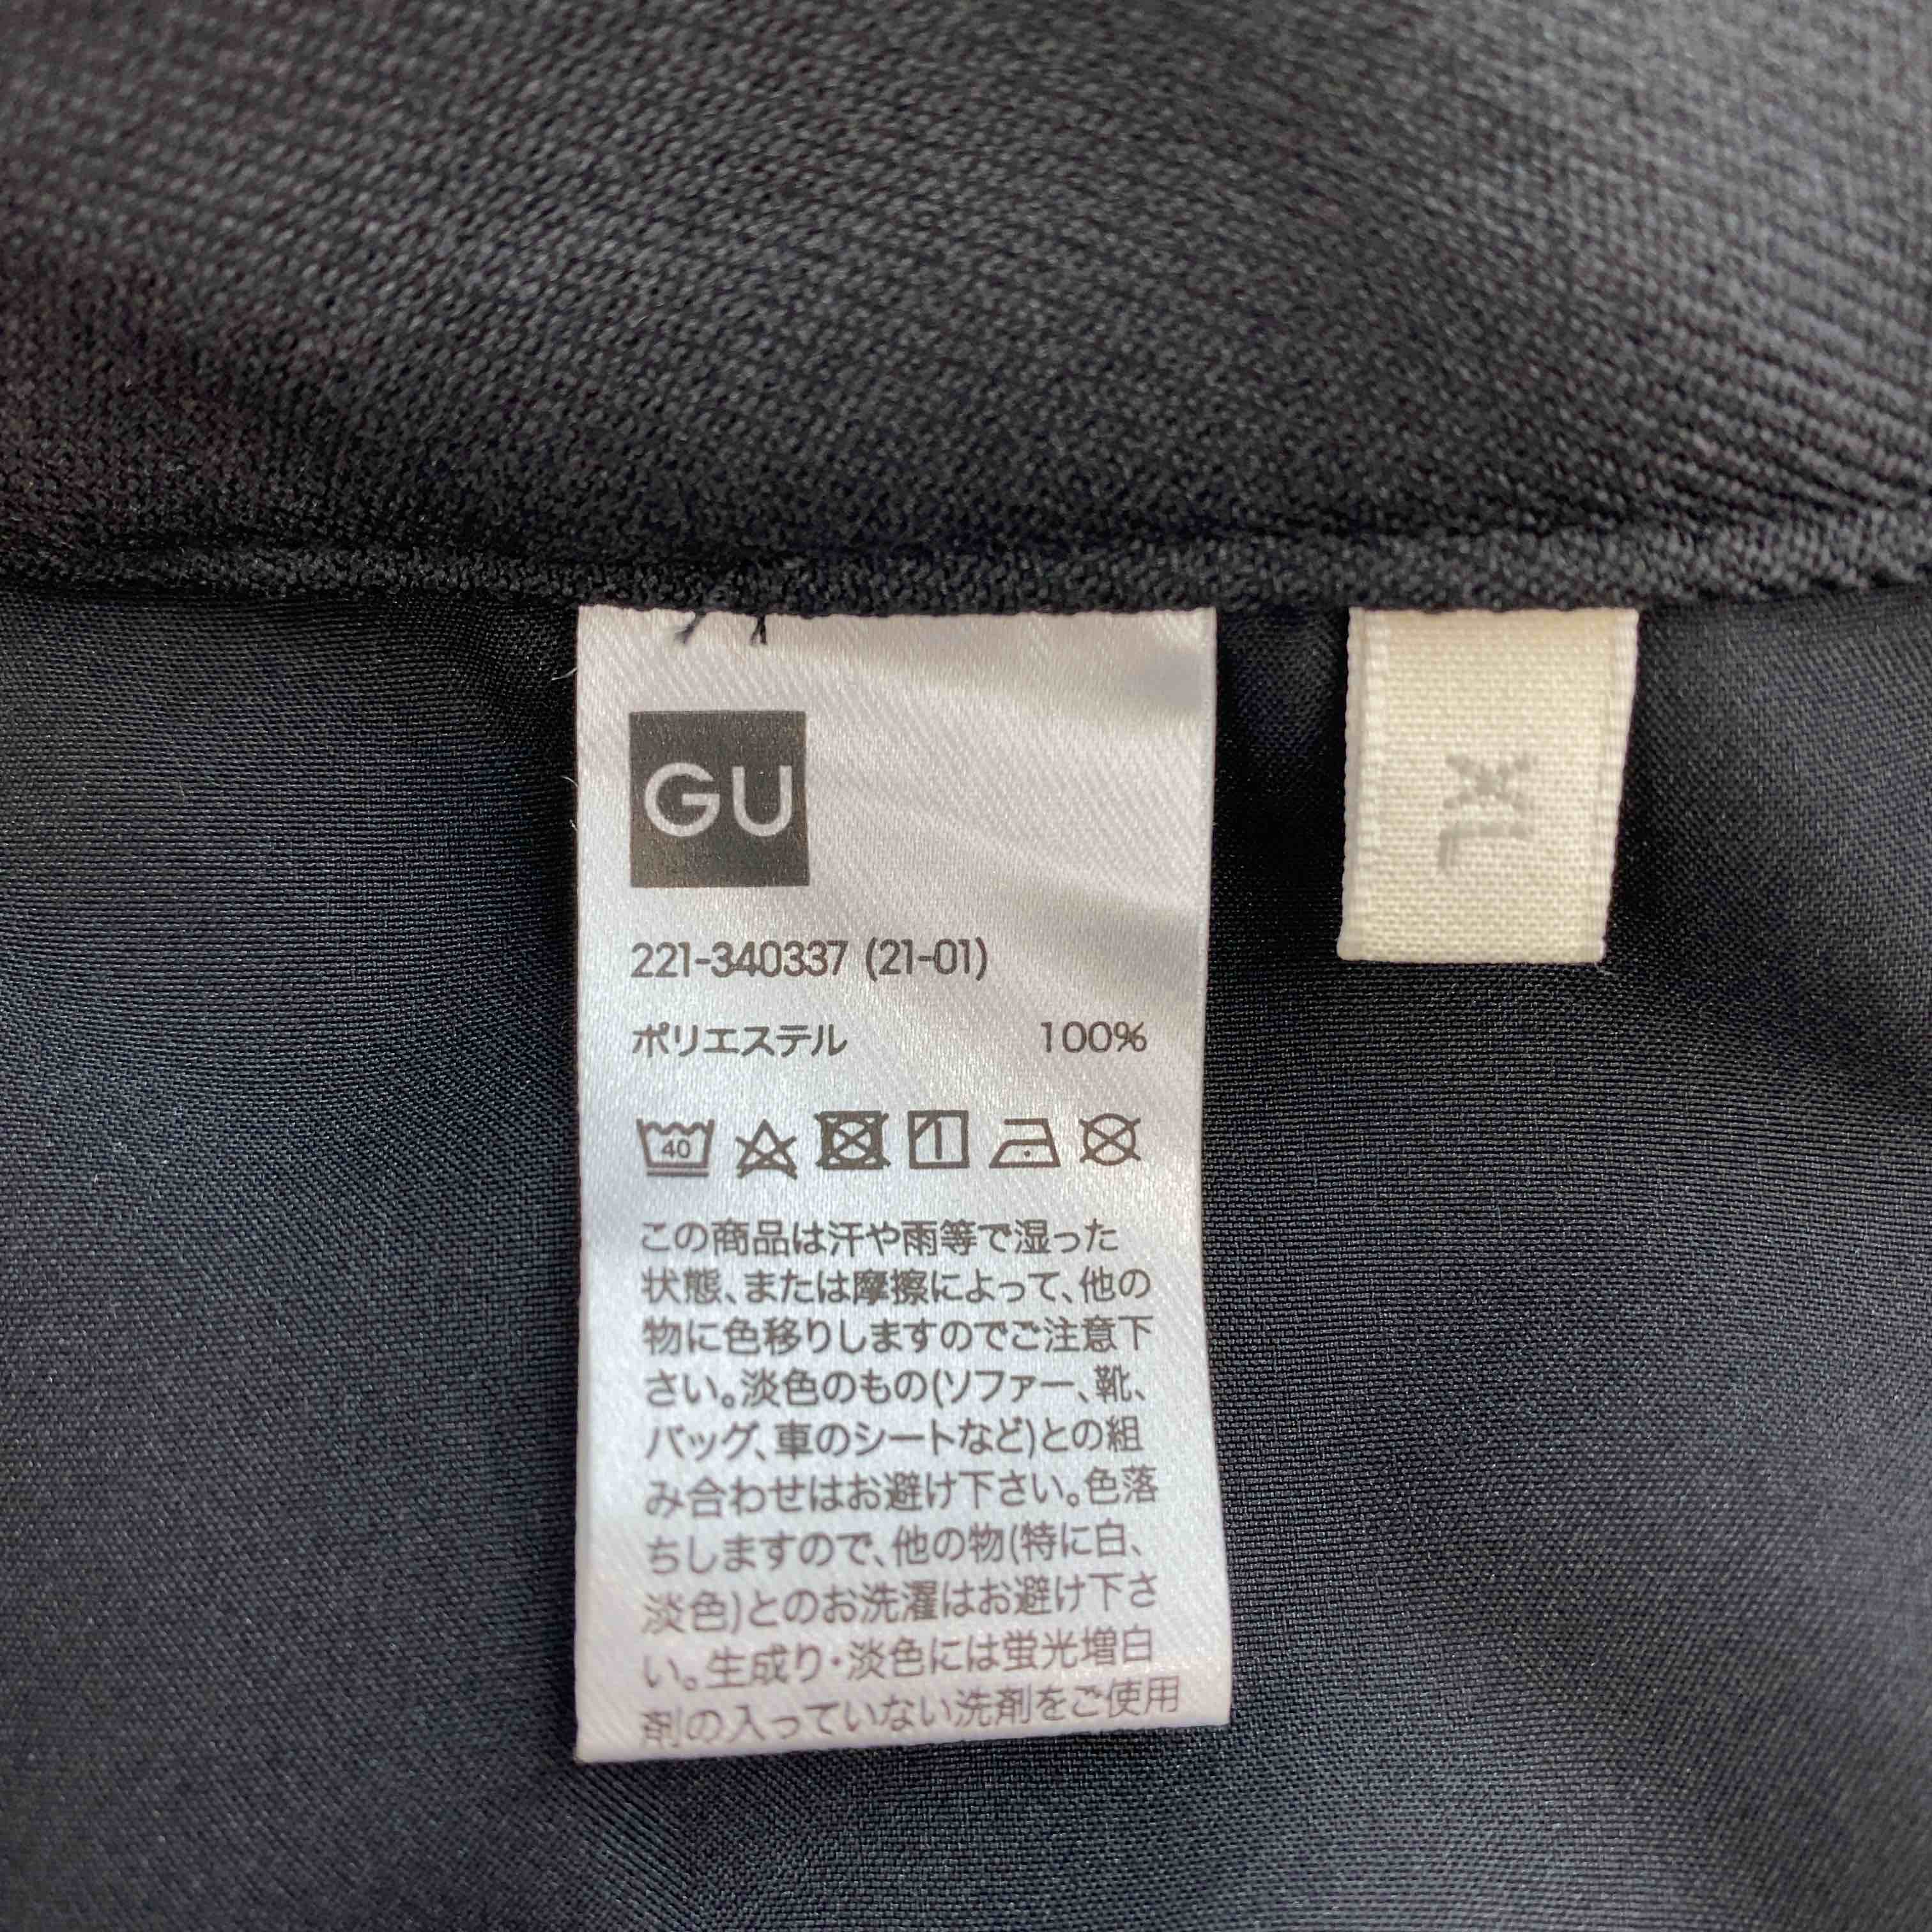 GU
XL
221-340337 (21-01)
ポリエステル 100%
40
この商品は汗や雨等で湿った
状態、または摩擦によって、他の
物に色移りしますのでご注意下
さい。淡色のもの(ソファー、靴、
バッグ、車のシートなど)との組
み合わせはお避け下さい。色落
ちしますので、他の物(特に白、
淡色)とのお洗濯はお避け下さ
い。生成り・淡色には蛍光増白
剤の入っていない洗剤をご使用